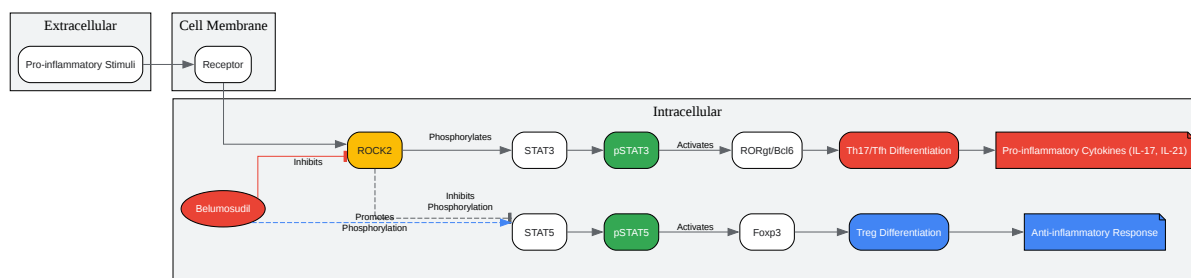 Extracellular
Cell Membrane
Pro-inflammatory Stimuli
Receptor
Intracellular
ROCK2
Phosphorylates
STAT3
pSTAT3
Activates
RORgt/Bcl6
Th17/Tfh Differentiation
Pro-inflammatory Cytokines (IL-17, IL-21)
Inhibits
Belumosudil
Inhibits
Phosphorylation
Promotes
Phosphorylation
STAT5
pSTAT5
Activates
Foxp3
Treg Differentiation
Anti-inflammatory Response